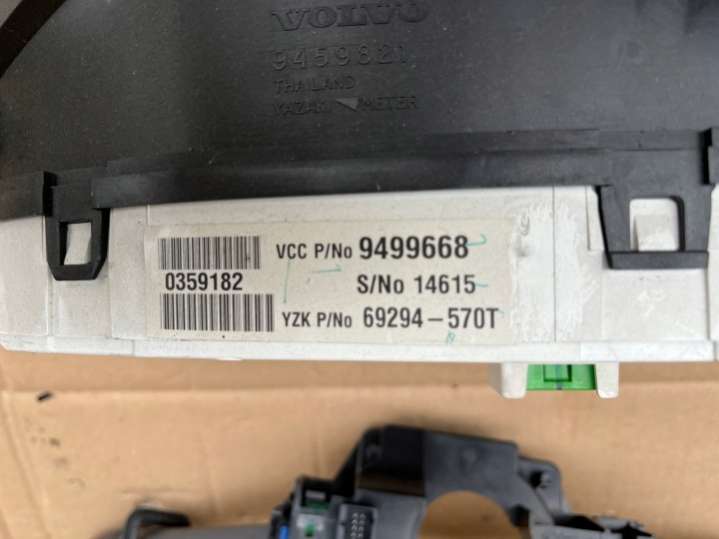 VOLVO
9459821
THAILAND
YAZAKI METER
VCC P/No 9499668
0359182 S/No 14615
YZK P/No 69294-570T